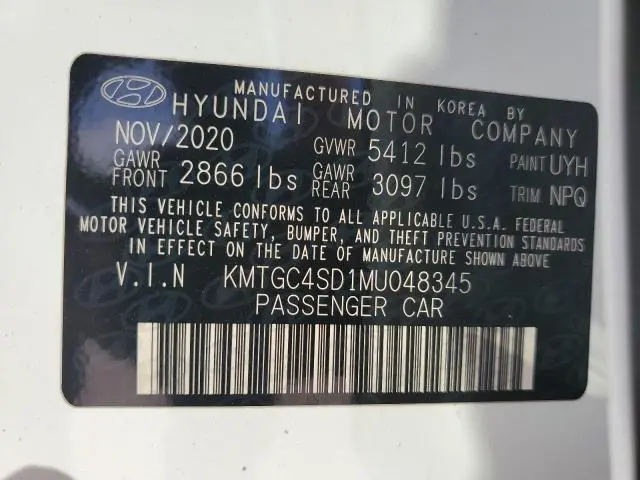 MANUFACTURED IN KOREA BY
HYUNDAI MOTOR COMPANY
NOV/2020 GVWR 5412 lbs PAINT UYH
GAWR FRONT 2866 lbs GAWR REAR 3097 lbs TRIM NPQ
THIS VEHICLE CONFORMS TO ALL APPLICABLE U.S.A. FEDERAL
MOTOR VEHICLE SAFETY, BUMPER, AND THEFT PREVENTION STANDARDS
IN EFFECT ON THE DATE OF MANUFACTURE SHOWN ABOVE
V.I.N KMTGC4SD1MU048345
PASSENGER CAR